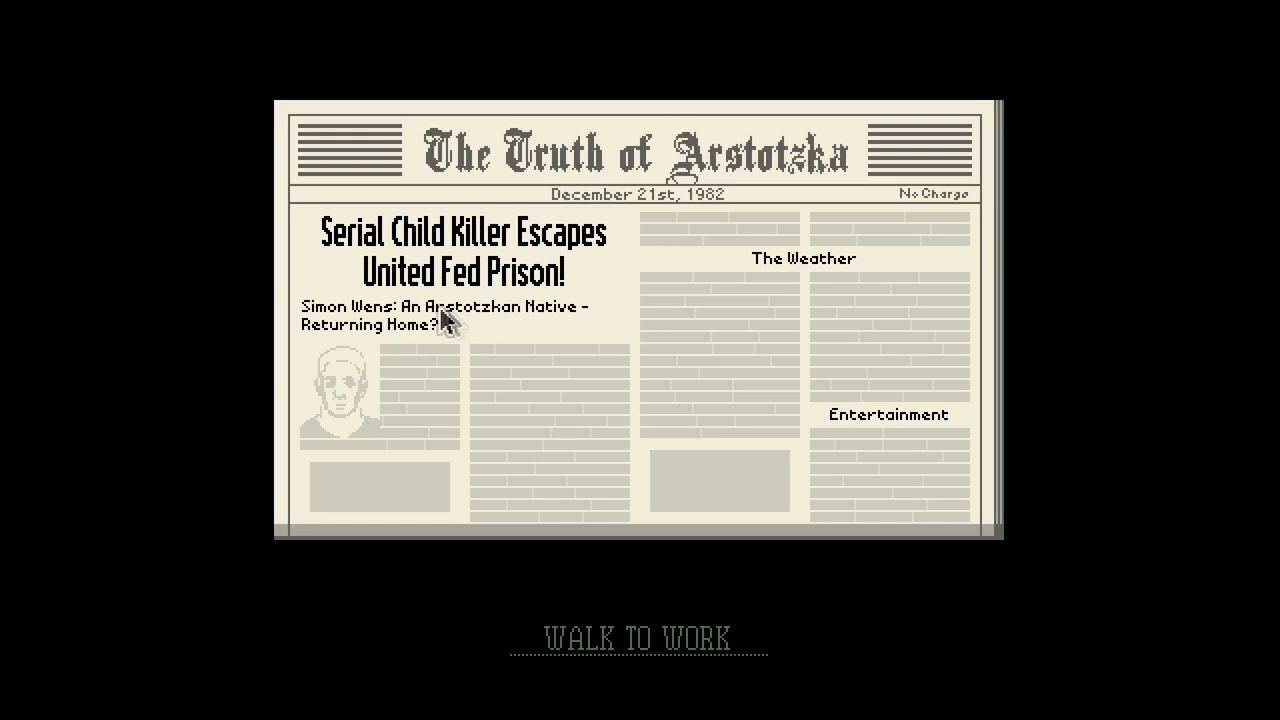 The Truth of Arstotzka
December 21st, 1982
No Charge
Serial Child Killer Escapes
United Fed Prison!
Simon Wens: An Arstotzkan Native -
Returning Home?
The Weather
Entertainment
WALK TO WORK